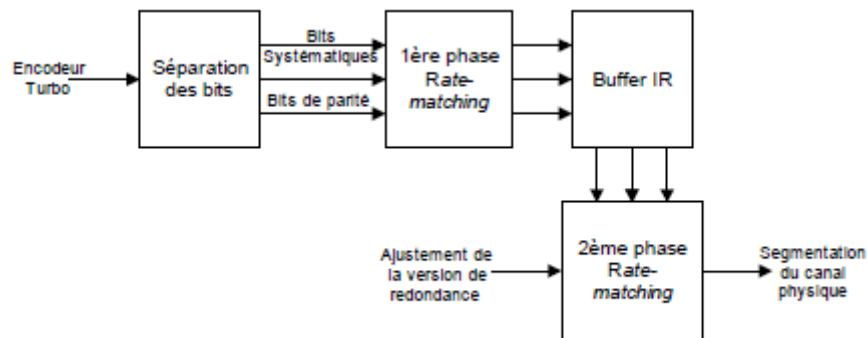 Encodeur
Turbo
Séparation
des bits
Bits
Systématiques
Bits de parité
1ère phase
Rate-
matching
Buffer IR
Ajustement de
la version de
redondance
2ème phase
Rate-
matching
Segmentation
du canal
physique